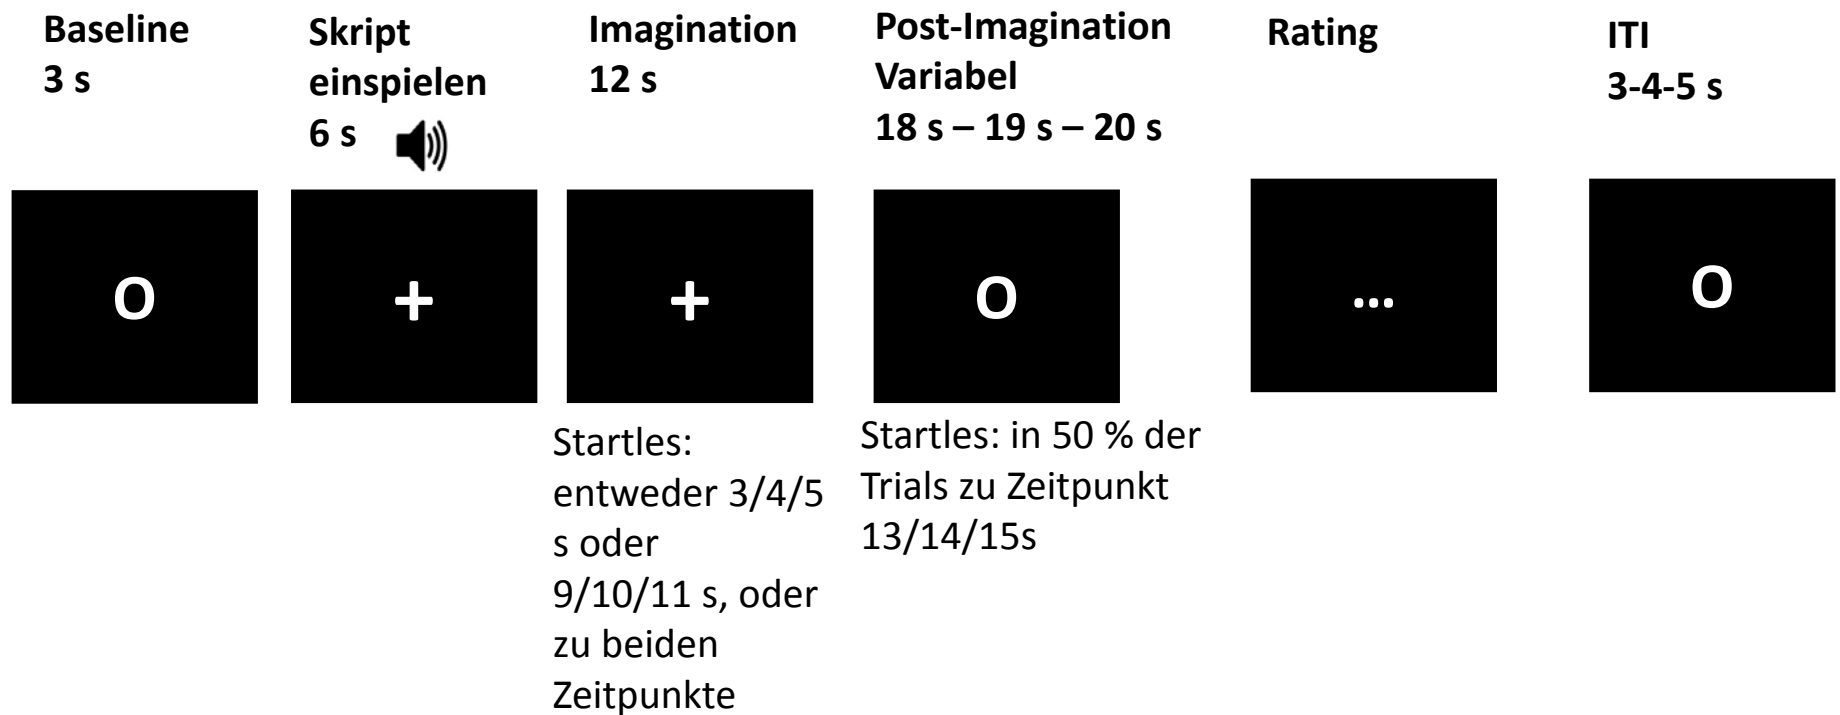 Baseline
3 s
Skript
einspielen
6 s
Imagination
12 s
Post-Imagination
Variabel
18 s – 19 s – 20 s
Rating
ITI
3-4-5 s
O
+
+
O
...
O
Startles:
entweder 3/4/5
s oder
9/10/11 s, oder
zu beiden
Zeitpunkte
Startles: in 50 % der
Trials zu Zeitpunkt
13/14/15s